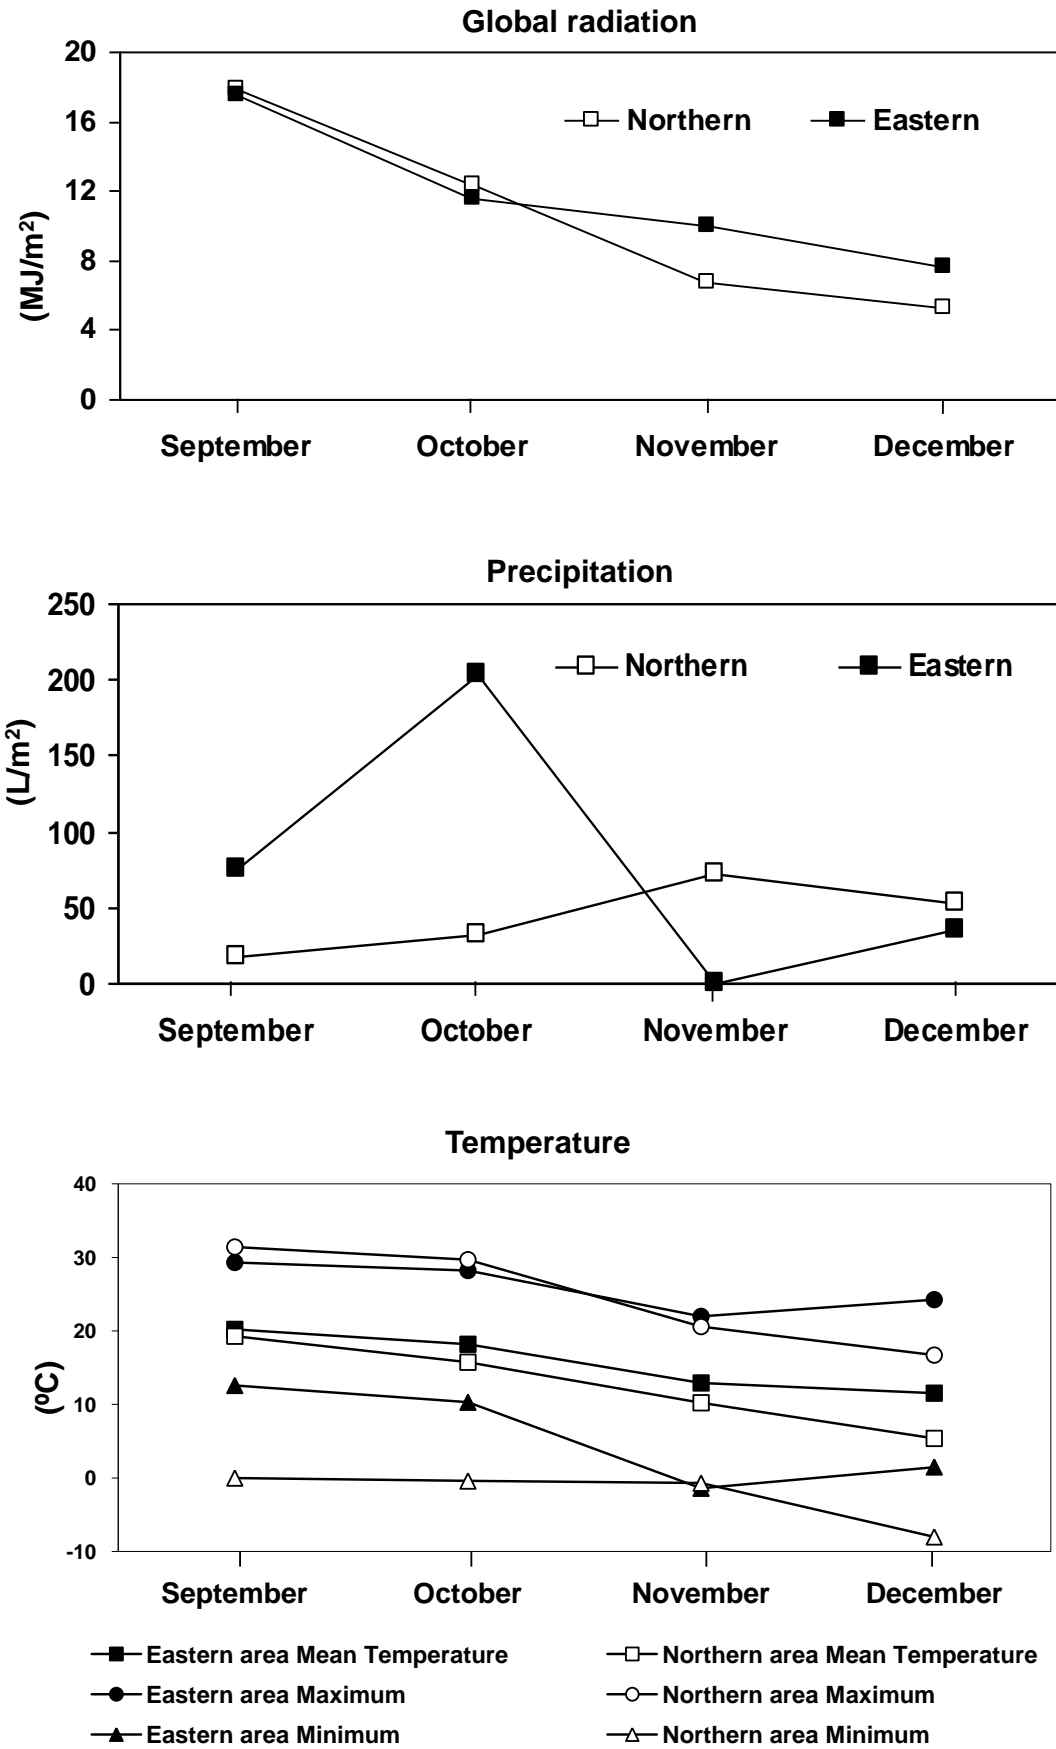 Global radiation
20
16
12
8
4
0
(MJ/m²)
Northern
Eastern
September
October
November
December
Precipitation
250
200
150
100
50
0
(L/m²)
Northern
Eastern
September
October
November
December
Temperature
40
30
20
10
0
-10
(ºC)
September
October
November
December
Eastern area Mean Temperature
Northern area Mean Temperature
Eastern area Maximum
Northern area Maximum
Eastern area Minimum
Northern area Minimum